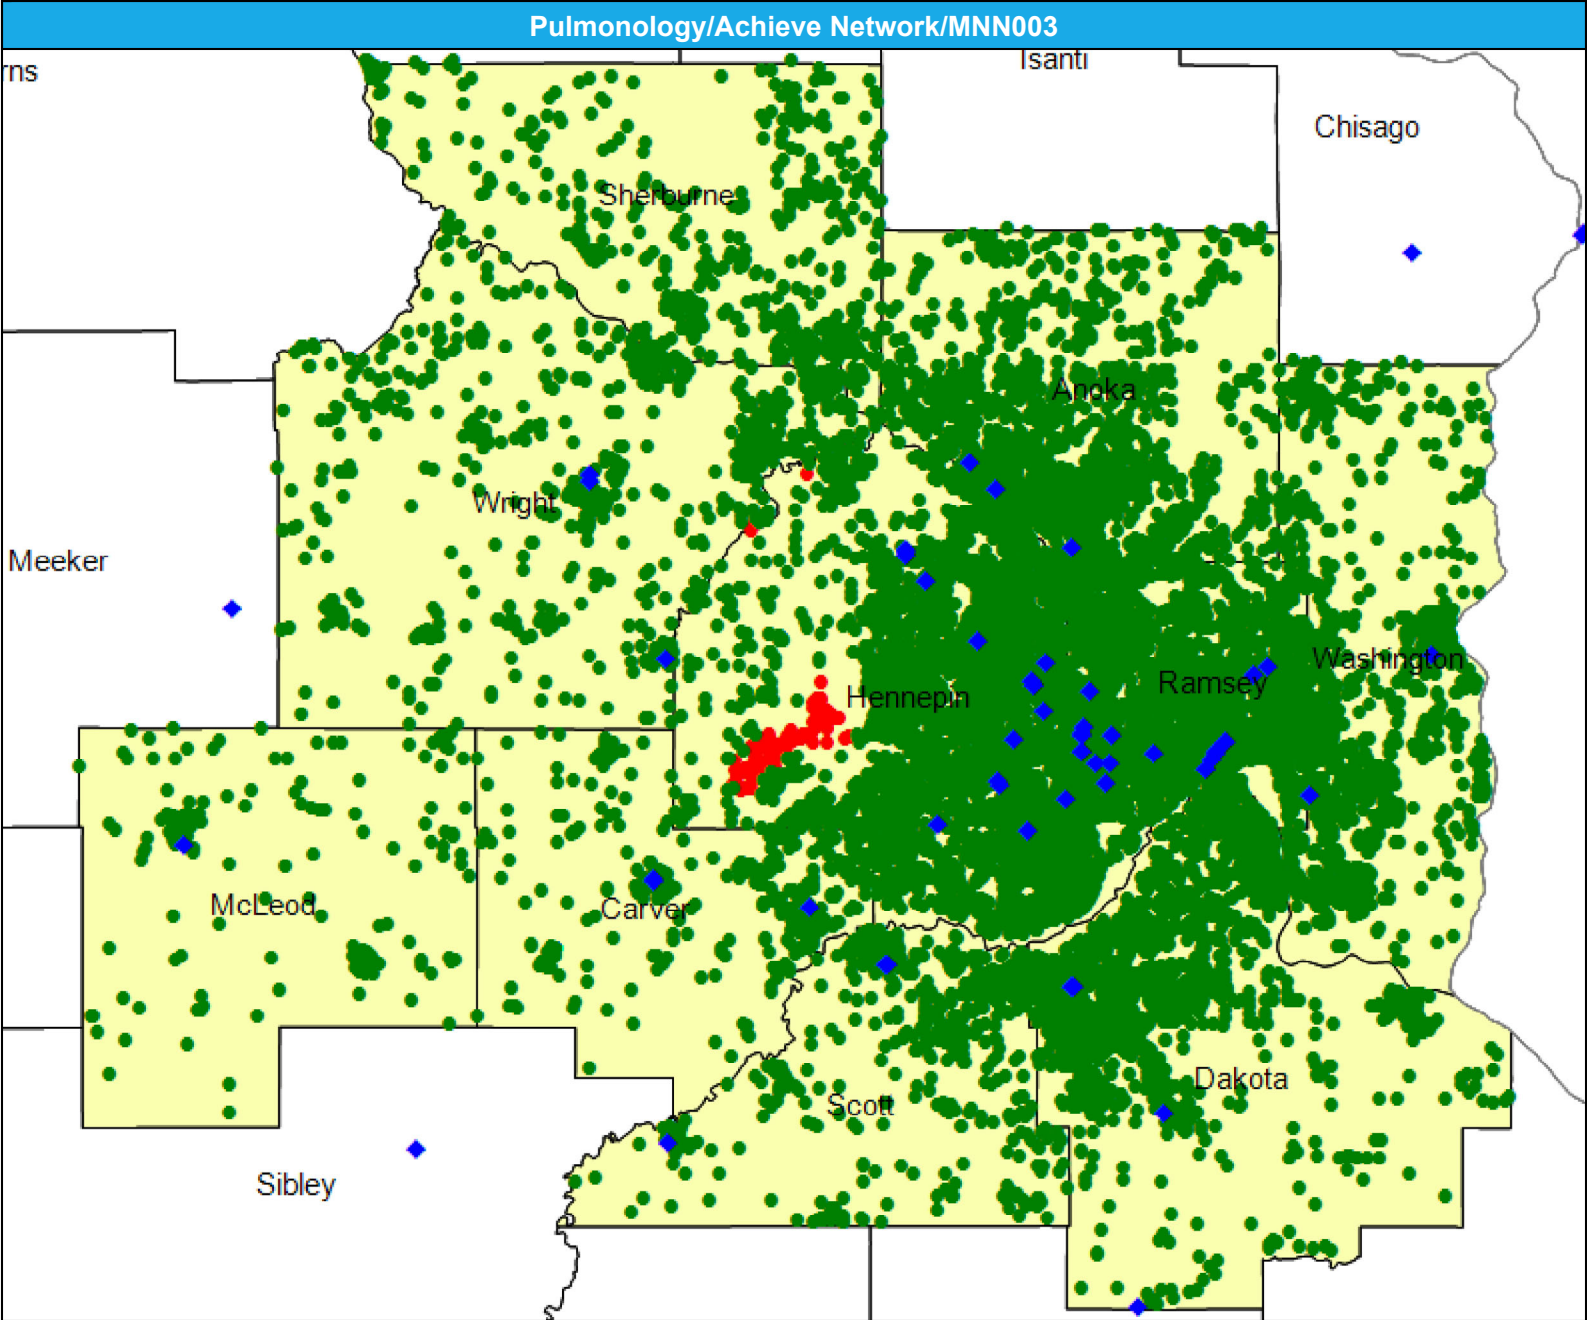 Pulmonology/Achieve Network/MNN003
rns
Isanti
Chisago
Sherburne
Anoka
Wright
Meeker
Washington
Ramsey
Hennepin
McLeod
Carver
Dakota
Scott
Sibley